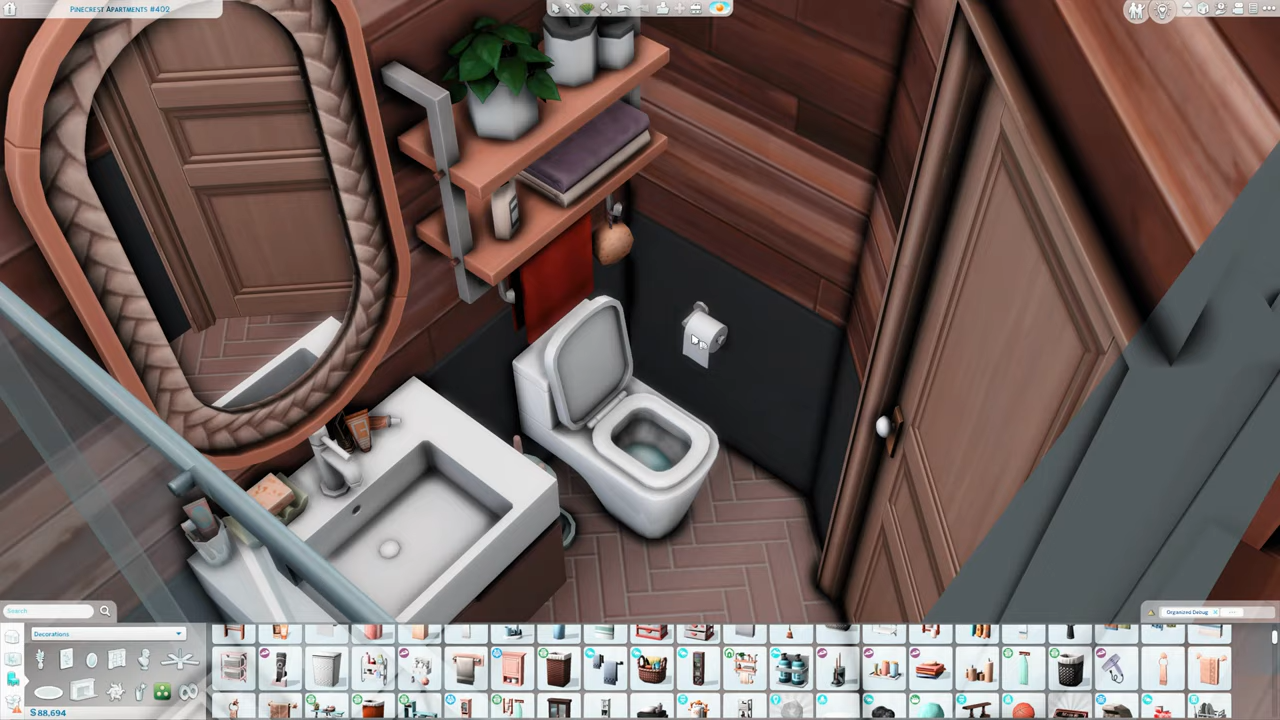 Pinecrest Apartments #402
Search
Organized Debug
Decorations
§88,694